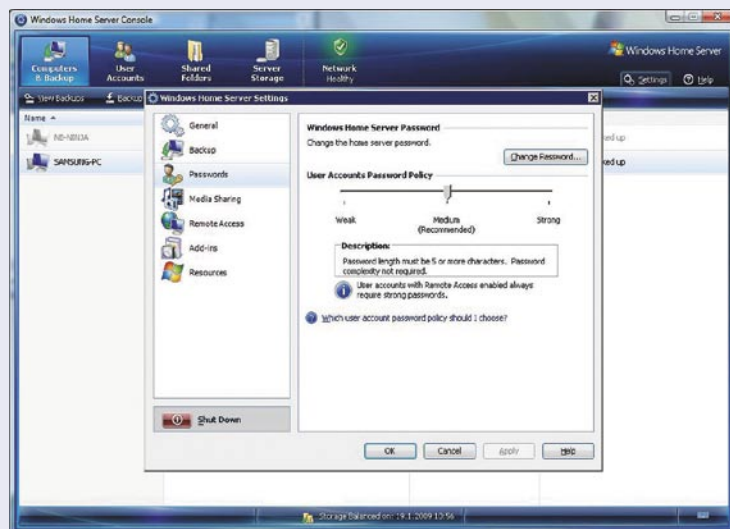 Windows Home Server Console
Computers & Backup
User Accounts
Shared Folders
Server Storage
Network Healthy
Windows Home Server
Settings
Help
View Backups
Backup
Windows Home Server Settings
Name
SAMSUNG-PC
ked up
ked up
General
Backup
Passwords
Media Sharing
Remote Access
Add-ins
Resources
Shut Down
Windows Home Server Password
Change the home server password.
Change Password...
User Accounts Password Policy
Weak
Medium
Strong
(Recommended)
Description:
Password length must be 5 or more characters. Password
complexity not required.
User accounts with Remote Access enabled always
require strong passwords.
Which user account password policy should I choose?
OK
Cancel
Apply
Help
Storage Balanced on: 19.1.2009 10:56